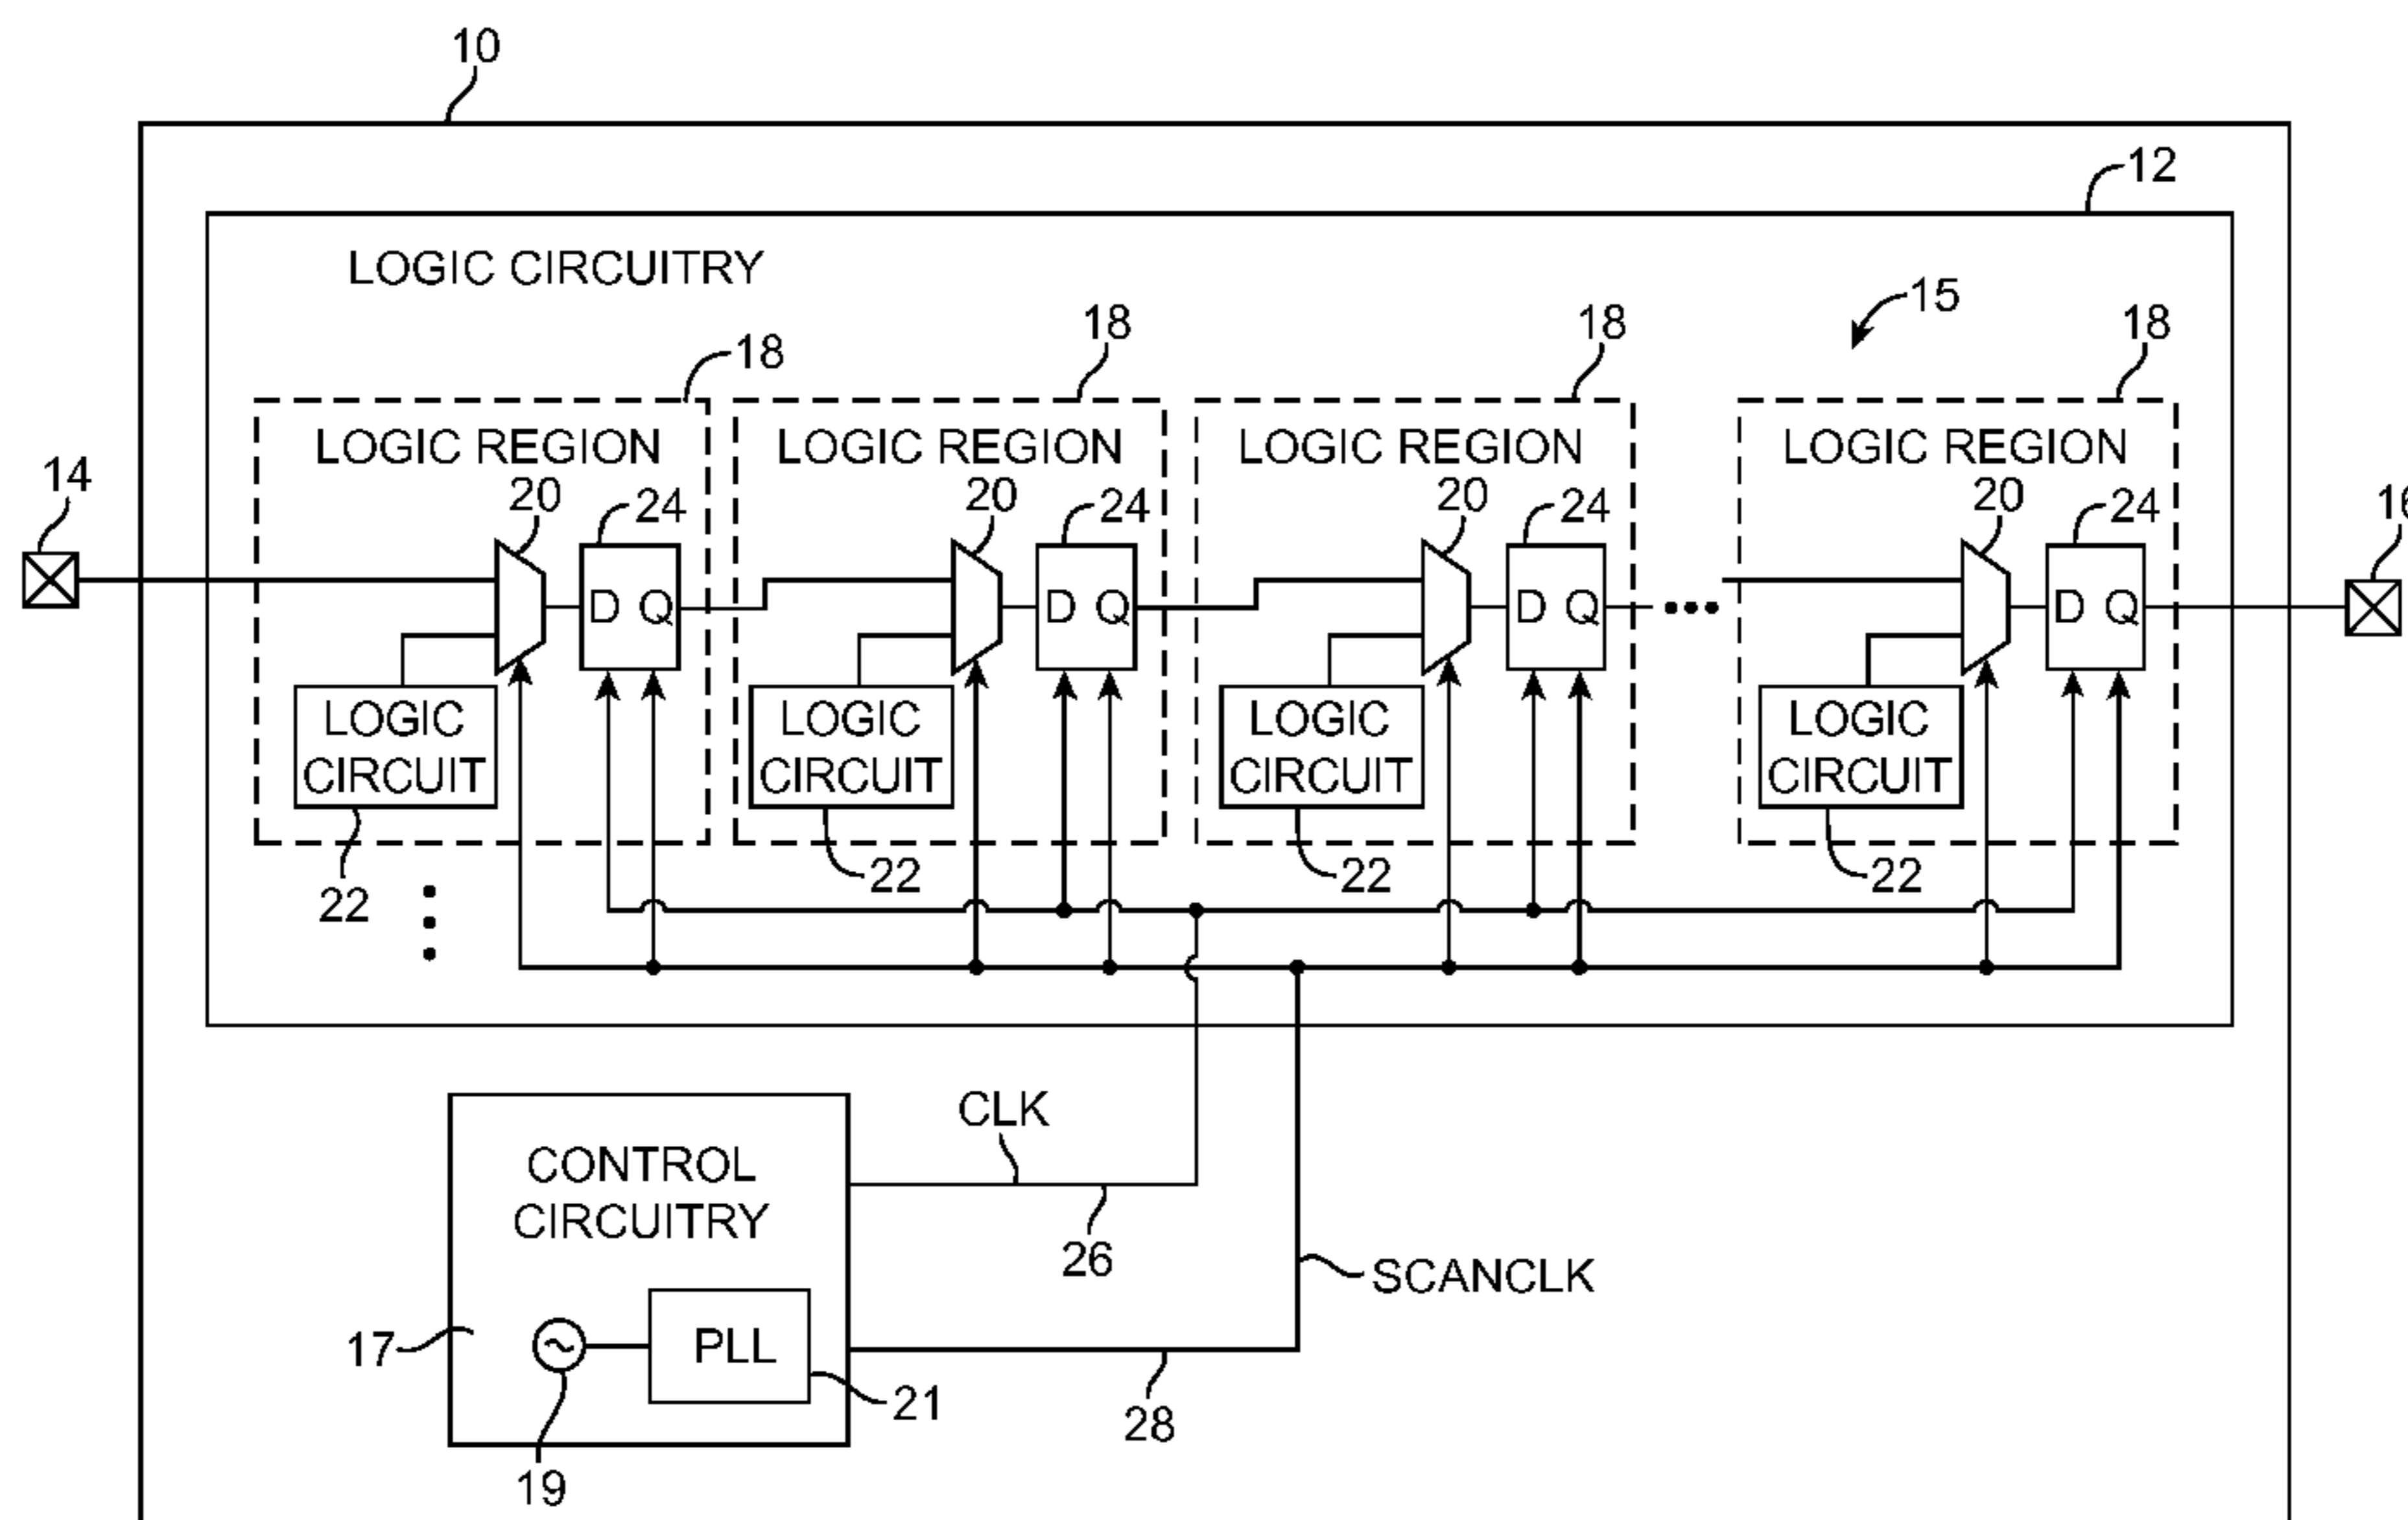 10
12
LOGIC CIRCUITRY
15
18
18
18
18
LOGIC REGION
LOGIC REGION
LOGIC REGION
LOGIC REGION
14
20
24
20
24
20
24
20
24
D Q
D Q
D Q
D Q
LOGIC
CIRCUIT
LOGIC
CIRCUIT
LOGIC
CIRCUIT
LOGIC
CIRCUIT
22
22
22
22
CLK
CONTROL
CIRCUITRY
26
SCANCLK
17
PLL
21
28
19